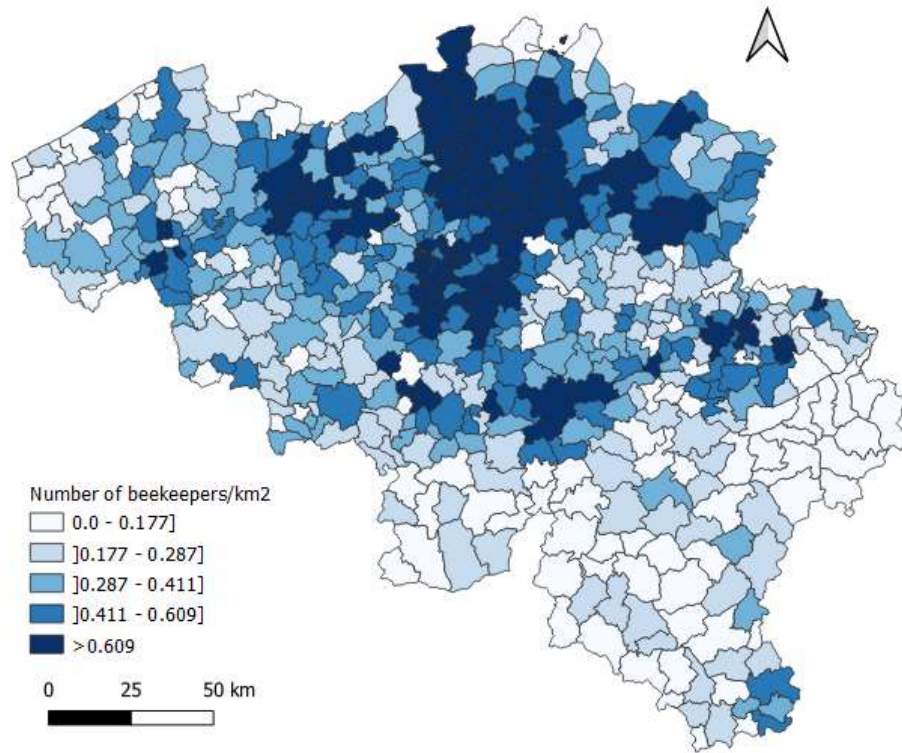 Number of beekeepers/km2
0.0 - 0.177]
]0.177 - 0.287]
]0.287 - 0.411]
]0.411 - 0.609]
>0.609
0 25 50 km